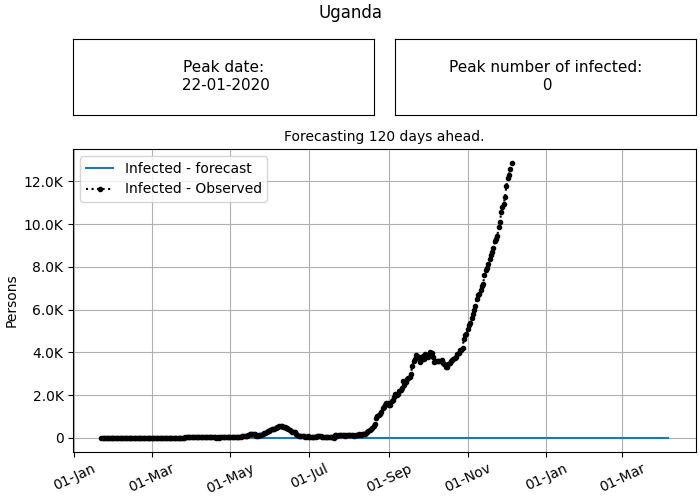 Uganda
Peak date:
22-01-2020
Peak number of infected:
0
Forecasting 120 days ahead.
Infected - forecast
Infected - Observed
12.0K
10.0K
8.0K
6.0K
4.0K
2.0K
0
Persons
01-Jan
01-Mar
01-May
01-Jul
01-Sep
01-Nov
01-Jan
01-Mar